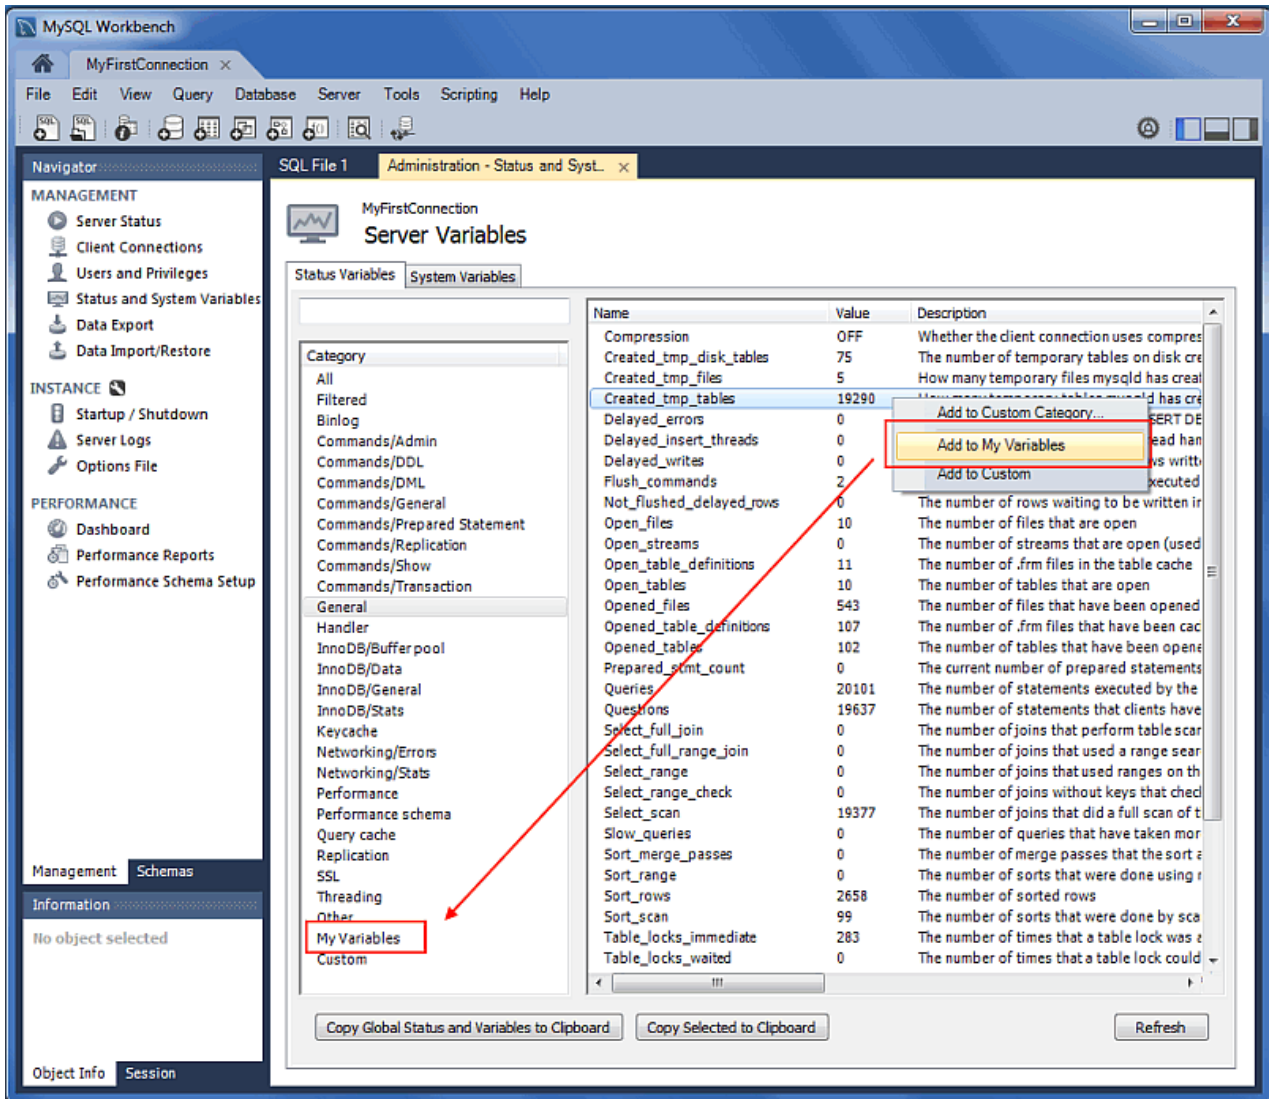 MySQL Workbench
MyFirstConnection
File Edit View Query Database Server Tools Scripting Help
Navigator
MANAGEMENT
Server Status
Client Connections
Users and Privileges
Status and System Variables
Data Export
Data Import/Restore
INSTANCE
Startup / Shutdown
Server Logs
Options File
PERFORMANCE
Dashboard
Performance Reports
Performance Schema Setup
Management Schemas
Information
No object selected
Object Info Session
SQL File 1 Administration - Status and Syst...
MyFirstConnection
Server Variables
Status Variables System Variables
Category
All
Filtered
Binlog
Commands/Admin
Commands/DDL
Commands/DML
Commands/General
Commands/Prepared Statement
Commands/Replication
Commands/Show
Commands/Transaction
General
Handler
InnoDB/Buffer pool
InnoDB/Data
InnoDB/General
InnoDB/Stats
Keycache
Networking/Errors
Networking/Stats
Performance
Performance schema
Query cache
Replication
SSL
Threading
Other
My Variables
Custom
Name Value Description
Compression OFF Whether the client connection uses compres
Created_tmp_disk_tables 75 The number of temporary tables on disk cre
Created_tmp_files 5 How many temporary files mysqld has creat
Created_tmp_tables 19290 How many temporary tables mysqld has cre
Delayed_errors 0 SERT DE
Delayed_insert_threads 0 ead han
Delayed_writes 0 ws writt
Flush_commands 2 xecuted
Not_flushed_delayed_rows 0 The number of rows waiting to be written ir
Open_files 10 The number of files that are open
Open_streams 0 The number of streams that are open (used
Open_table_definitions 11 The number of .frm files in the table cache
Open_tables 10 The number of tables that are open
Opened_files 543 The number of files that have been opened
Opened_table_definitions 107 The number of .frm files that have been cac
Opened_tables 102 The number of tables that have been opene
Prepared_stmt_count 0 The current number of prepared statements
Queries 20101 The number of statements executed by the
Questions 19637 The number of statements that clients have
Select_full_join 0 The number of joins that perform table scar
Select_full_range_join 0 The number of joins that used a range sear
Select_range 0 The number of joins that used ranges on th
Select_range_check 0 The number of joins without keys that checl
Select_scan 19377 The number of joins that did a full scan of t
Slow_queries 0 The number of queries that have taken mor
Sort_merge_passes 0 The number of merge passes that the sort a
Sort_range 0 The number of sorts that were done using r
Sort_rows 2658 The number of sorted rows
Sort_scan 99 The number of sorts that were done by sca
Table_locks_immediate 283 The number of times that a table lock was a
Table_locks_waited 0 The number of times that a table lock could
Add to Custom Category...
Add to My Variables
Add to Custom
Copy Global Status and Variables to Clipboard Copy Selected to Clipboard Refresh